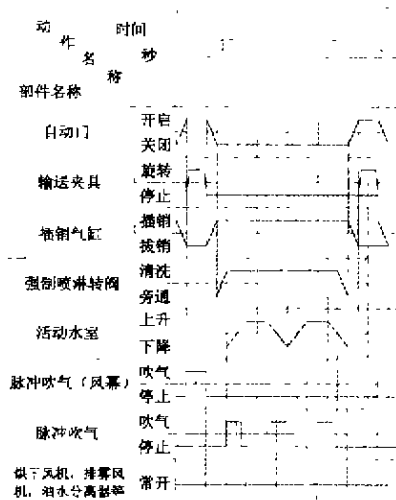 动 时间
作
名 秒
称
部件名称
自动门 开启
关闭
输送夹具 旋转
停止
插销气缸 插销
拔销
强制喷淋转阀 清洗
旁通
活动水室 上升
下降
脉冲吹气(风幕) 吹气
停止
脉冲吹气 吹气
停止
烘干风机,排雾风
机,油水分离器等 常开